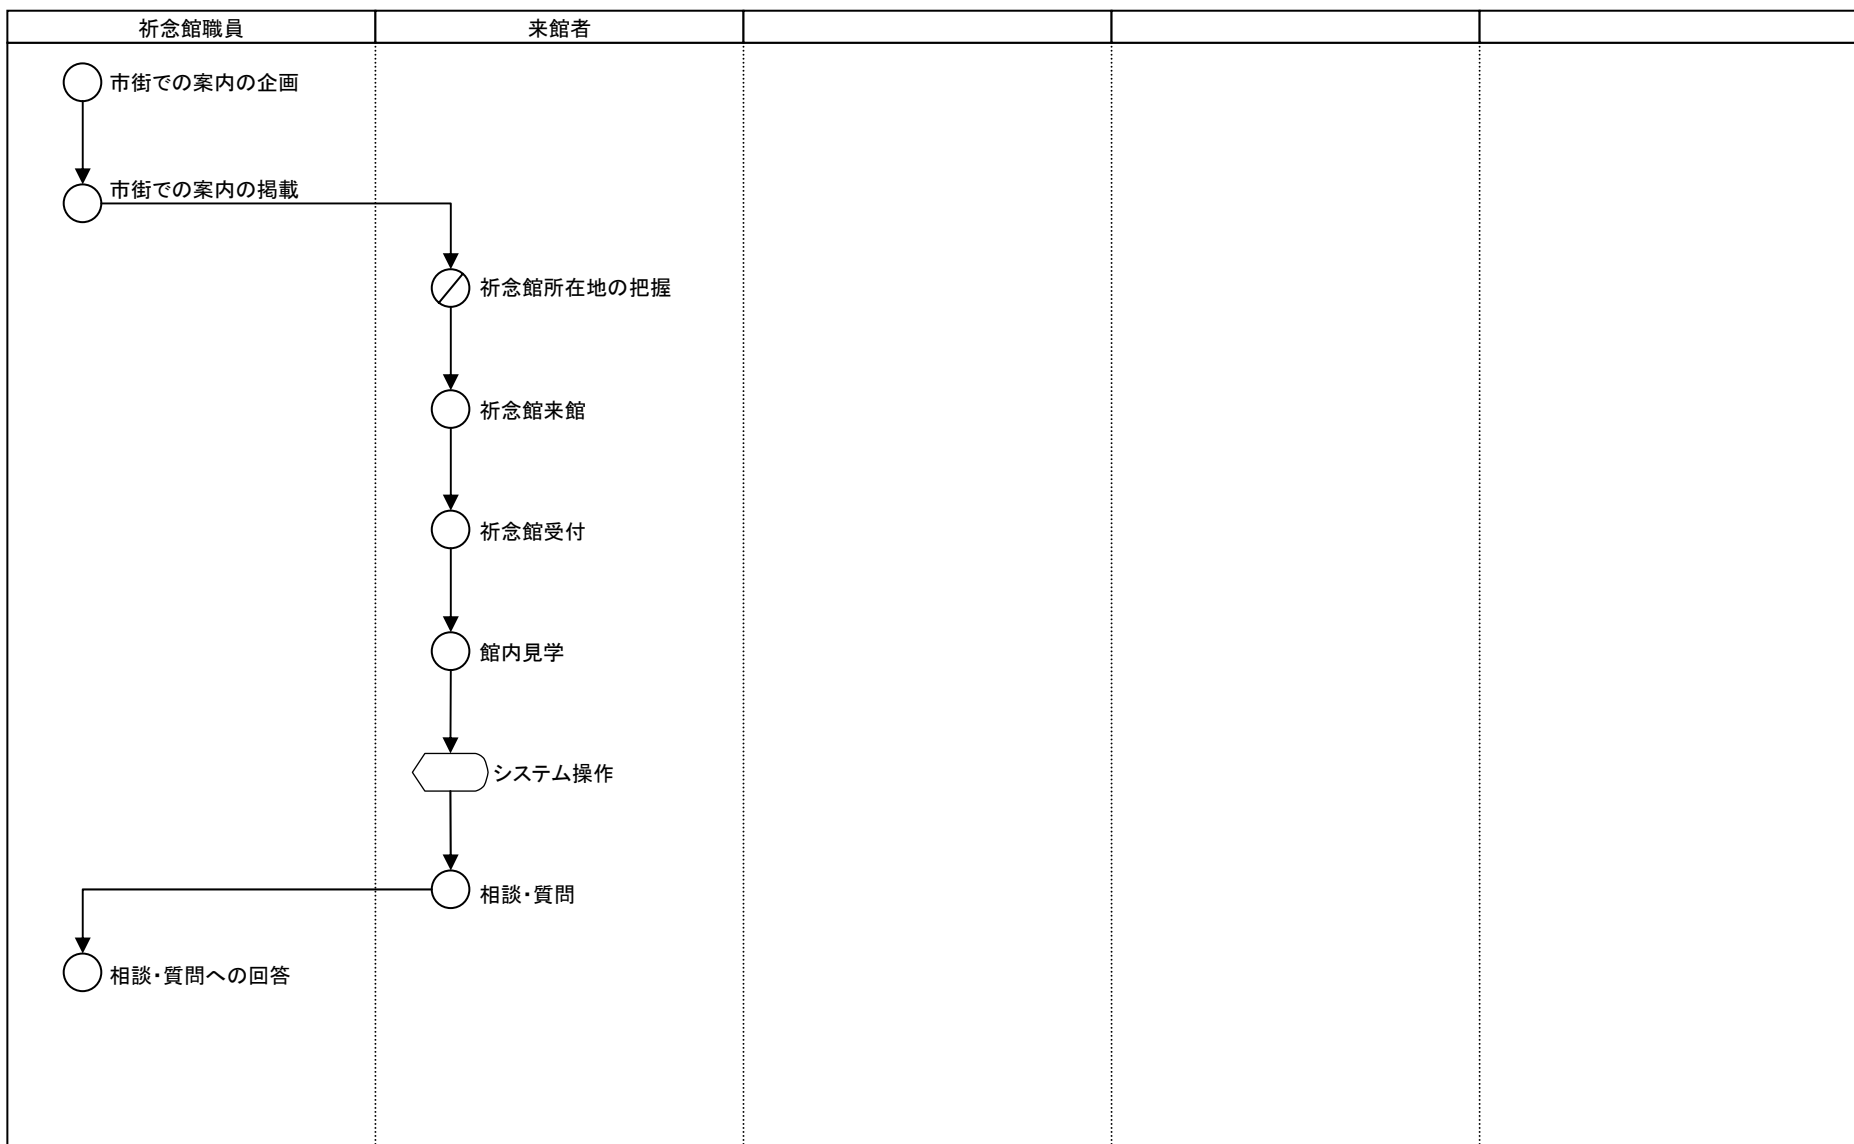 祈念館職員
来館者
市街での案内の企画
市街での案内の掲載
祈念館所在地の把握
祈念館来館
祈念館受付
館内見学
システム操作
相談・質問
相談・質問への回答